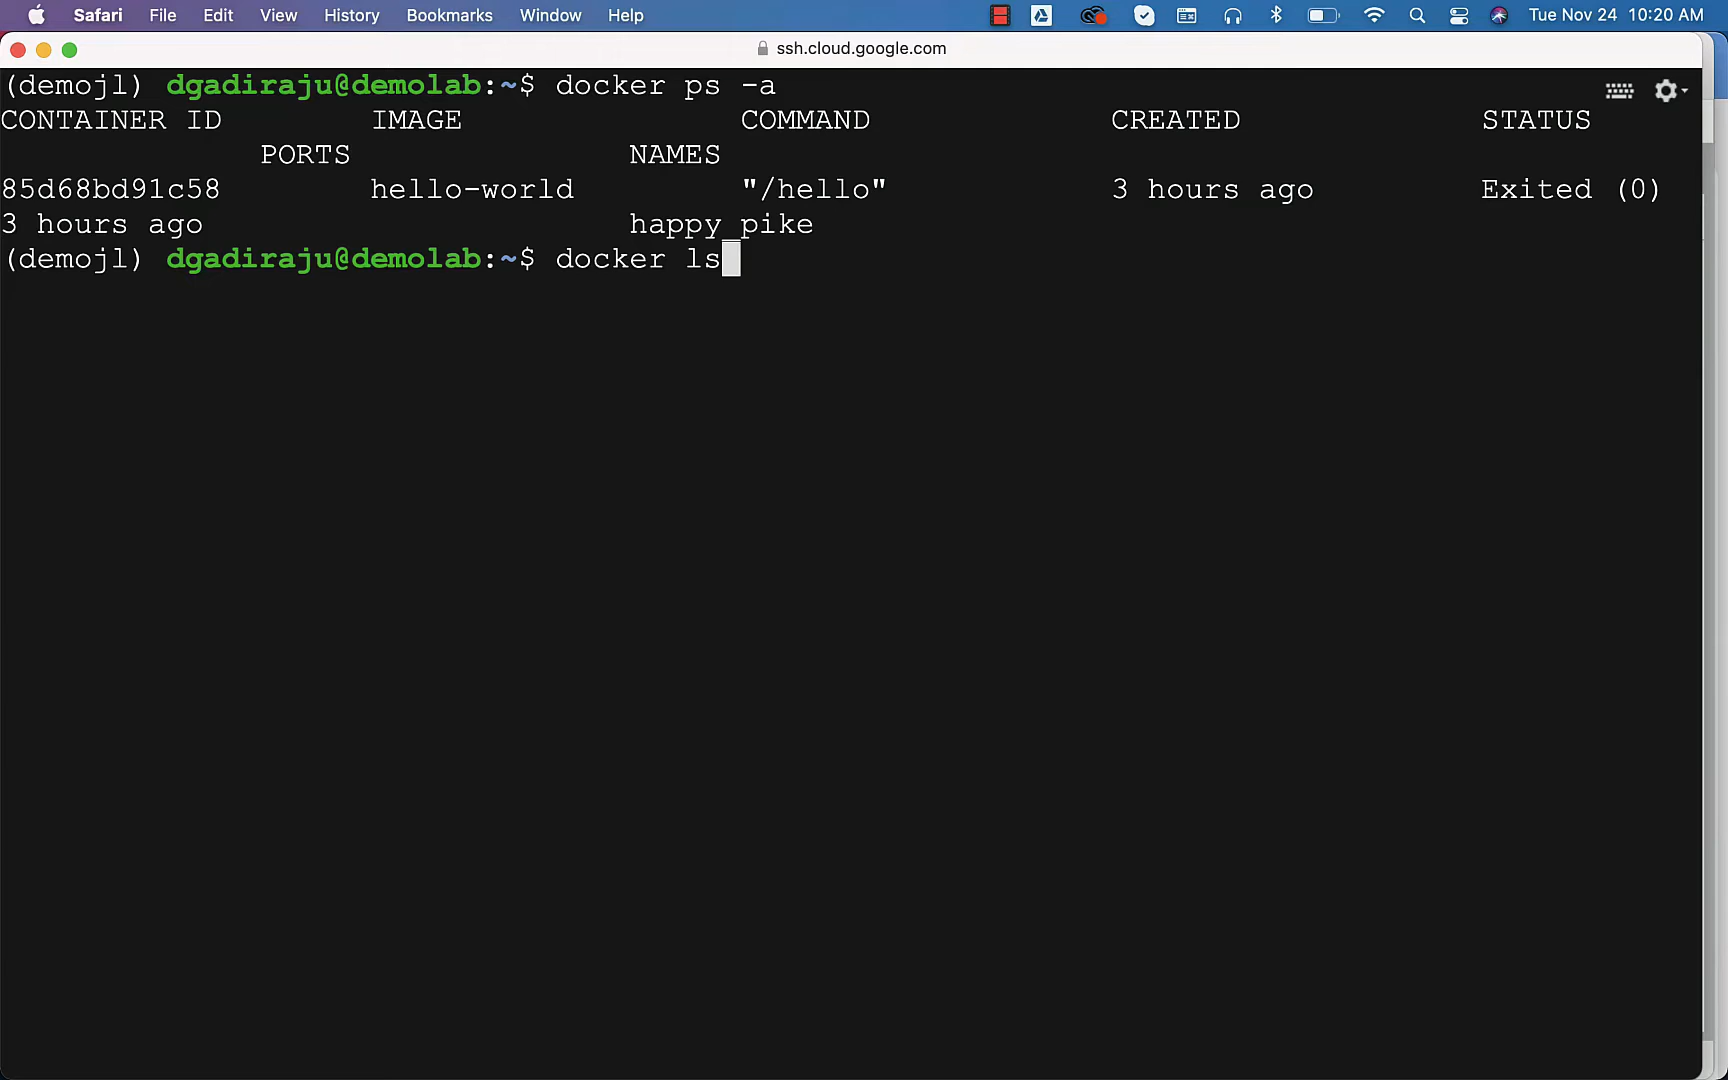 Safari File Edit View History Bookmarks Window Help Tue Nov 24 10:20 AM
ssh.cloud.google.com
(demojl) dgadiraju@demolab:~$ docker ps -a
CONTAINER ID IMAGE COMMAND CREATED STATUS
PORTS NAMES
85d68bd91c58 hello-world "/hello" 3 hours ago Exited (0)
3 hours ago happy_pike
(demojl) dgadiraju@demolab:~$ docker ls